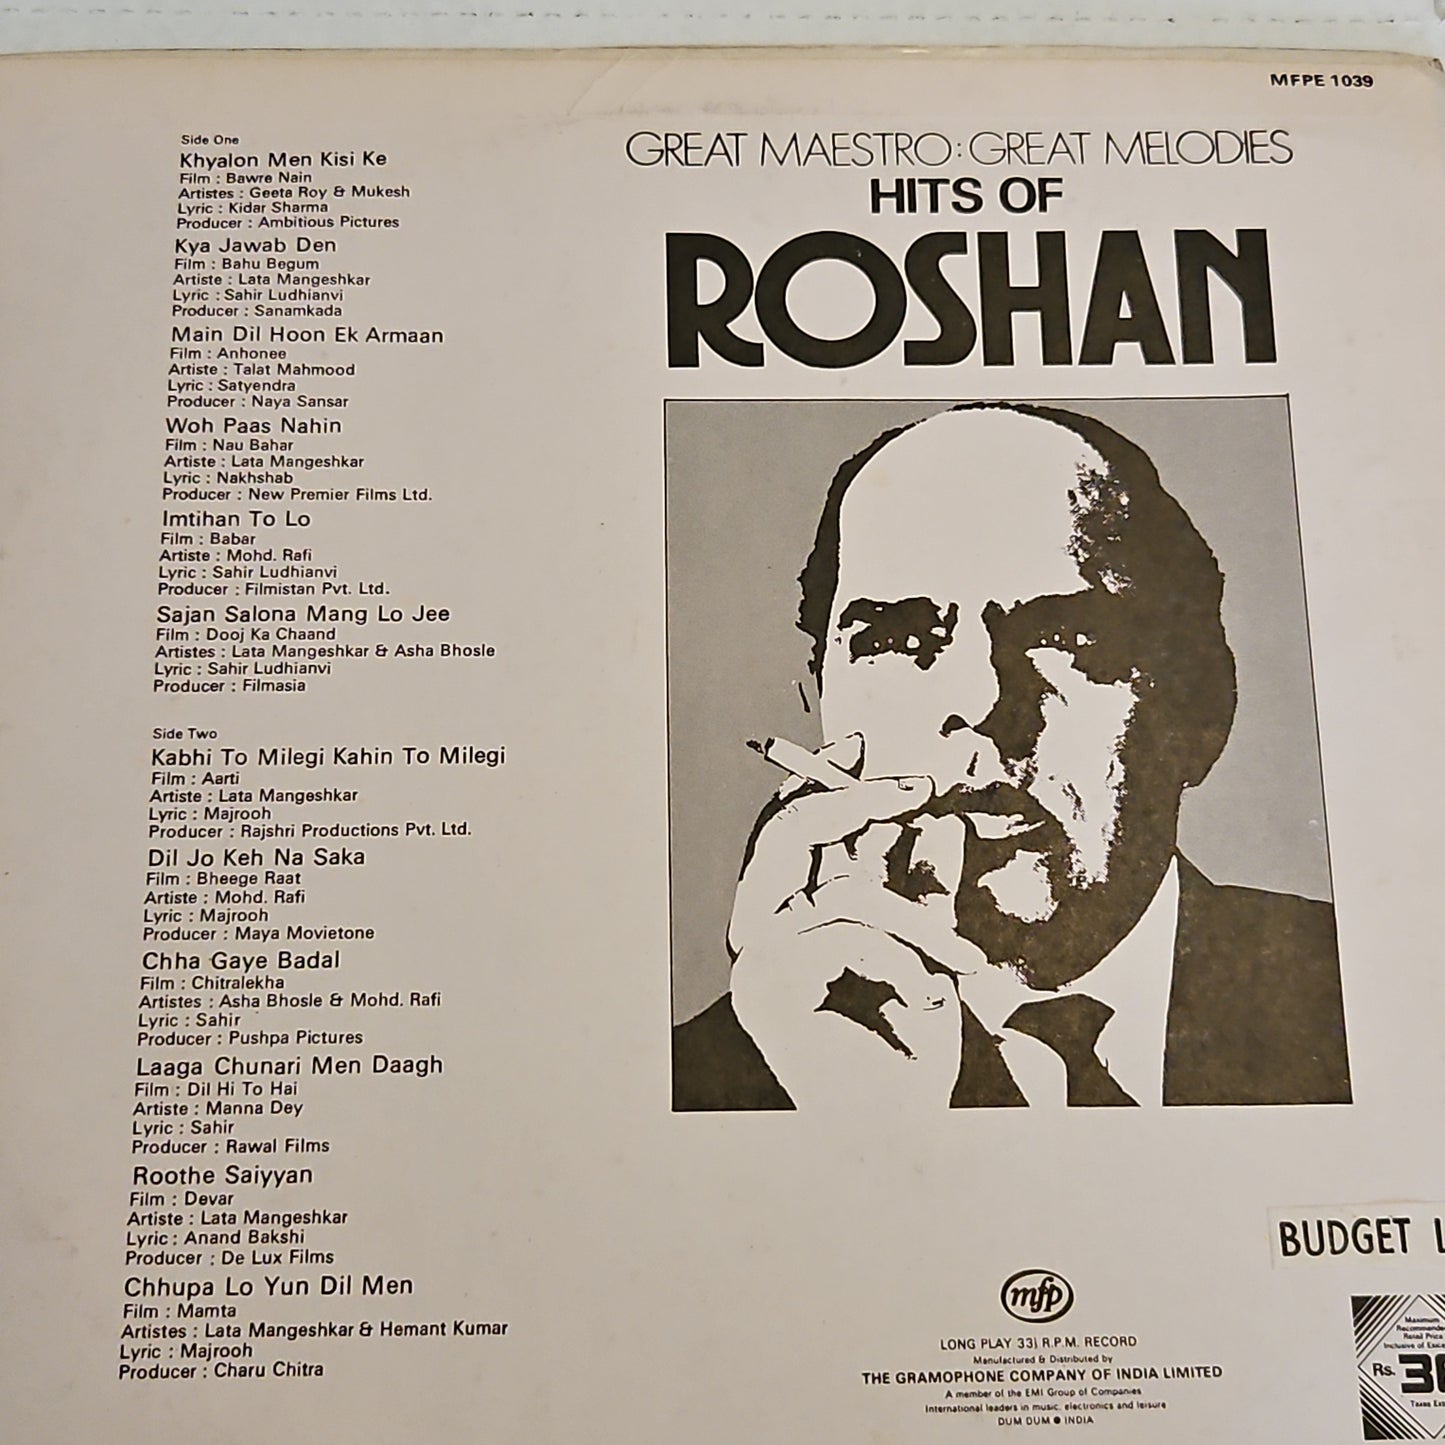 MFPE 1039
GREAT MAESTRO: GREAT MELODIES
HITS OF
ROSHAN
Side One
Khyalon Men Kisi Ke
Film : Bawre Nain
Artistes : Geeta Roy & Mukesh
Lyric : Kidar Sharma
Producer : Ambitious Pictures
Kya Jawab Den
Film : Bahu Begum
Artiste : Lata Mangeshkar
Lyric : Sahir Ludhianvi
Producer : Sanamkada
Main Dil Hoon Ek Armaan
Film : Anhonee
Artiste : Talat Mahmood
Lyric : Satyendra
Producer : Naya Sansar
Woh Paas Nahin
Film : Nau Bahar
Artiste : Lata Mangeshkar
Lyric : Nakhshab
Producer : New Premier Films Ltd.
Imtihan To Lo
Film : Babar
Artiste : Mohd. Rafi
Lyric : Sahir Ludhianvi
Producer : Filmistan Pvt. Ltd.
Sajan Salona Mang Lo Jee
Film : Dooj Ka Chaand
Artistes : Lata Mangeshkar & Asha Bhosle
Lyric : Sahir Ludhianvi
Producer : Filmasia
Side Two
Kabhi To Milegi Kahin To Milegi
Film : Aarti
Artiste : Lata Mangeshkar
Lyric : Majrooh
Producer : Rajshri Productions Pvt. Ltd.
Dil Jo Keh Na Saka
Film : Bheege Raat
Artiste : Mohd. Rafi
Lyric : Majrooh
Producer : Maya Movietone
Chha Gaye Badal
Film : Chitralekha
Artistes : Asha Bhosle & Mohd. Rafi
Lyric : Sahir
Producer : Pushpa Pictures
Laaga Chunari Men Daagh
Film : Dil Hi To Hai
Artiste : Manna Dey
Lyric : Sahir
Producer : Rawal Films
Roothe Saiyyan
Film : Devar
Artiste : Lata Mangeshkar
Lyric : Anand Bakshi
Producer : De Lux Films
Chhupa Lo Yun Dil Men
Film : Mamta
Artistes : Lata Mangeshkar & Hemant Kumar
Lyric : Majrooh
Producer : Charu Chitra
BUDGET
mfp
LONG PLAY 33⅓ R.P.M. RECORD
Manufactured & Distributed by
THE GRAMOPHONE COMPANY OF INDIA LIMITED
A member of the EMI Group of Companies
International leaders in music, electronics and leisure
DUM DUM ● INDIA
Maximum
Recommended
Retail Price
Inclusive of
Rs.